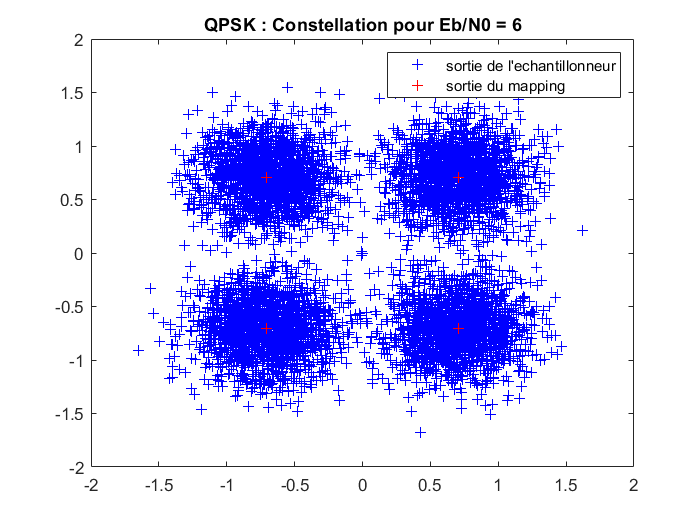 QPSK : Constellation pour Eb/N0 = 6
2
1.5
1
0.5
0
-0.5
-1
-1.5
-2
sortie de l'echantillonneur
sortie du mapping
-2 -1.5 -1 -0.5 0 0.5 1 1.5 2